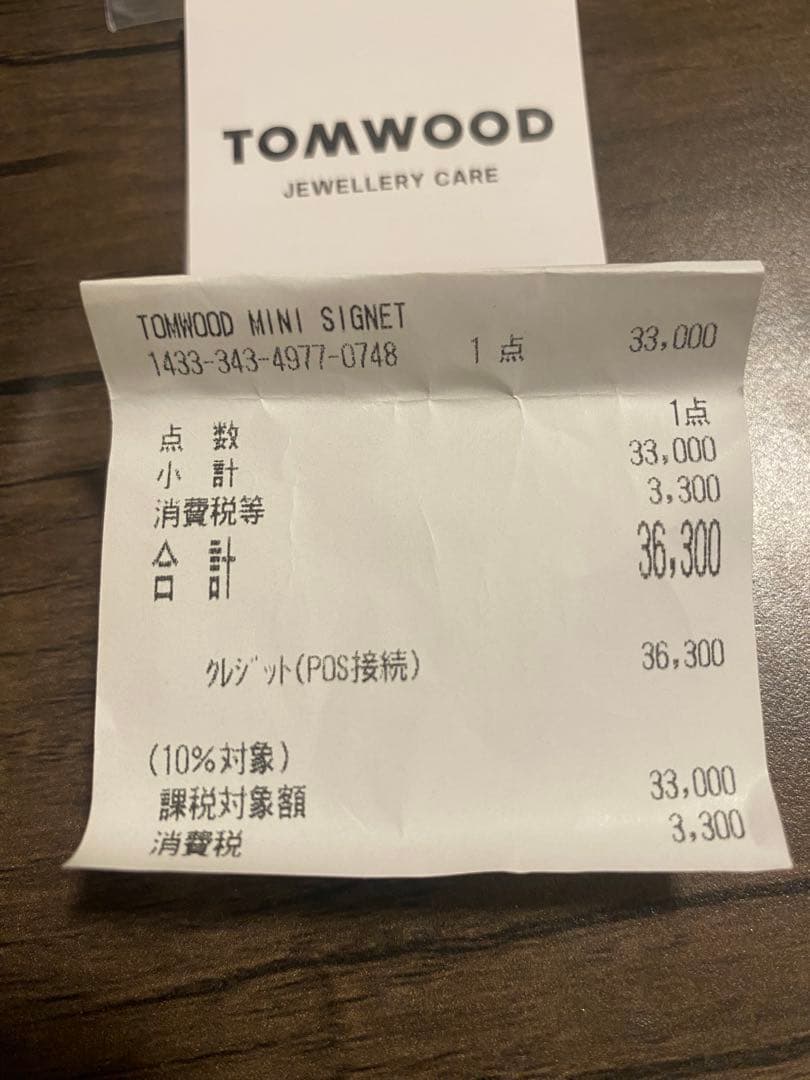 TOMWOOD
JEWELLERY CARE
TOMWOOD MINI SIGNET
1433-343-4977-0748 1点 33,000
点 数 1点
小 計 33,000
消費税等 3,300
合 計 36,300
クレジット(POS接続) 36,300
(10%対象)
課税対象額 33,000
消費税 3,300